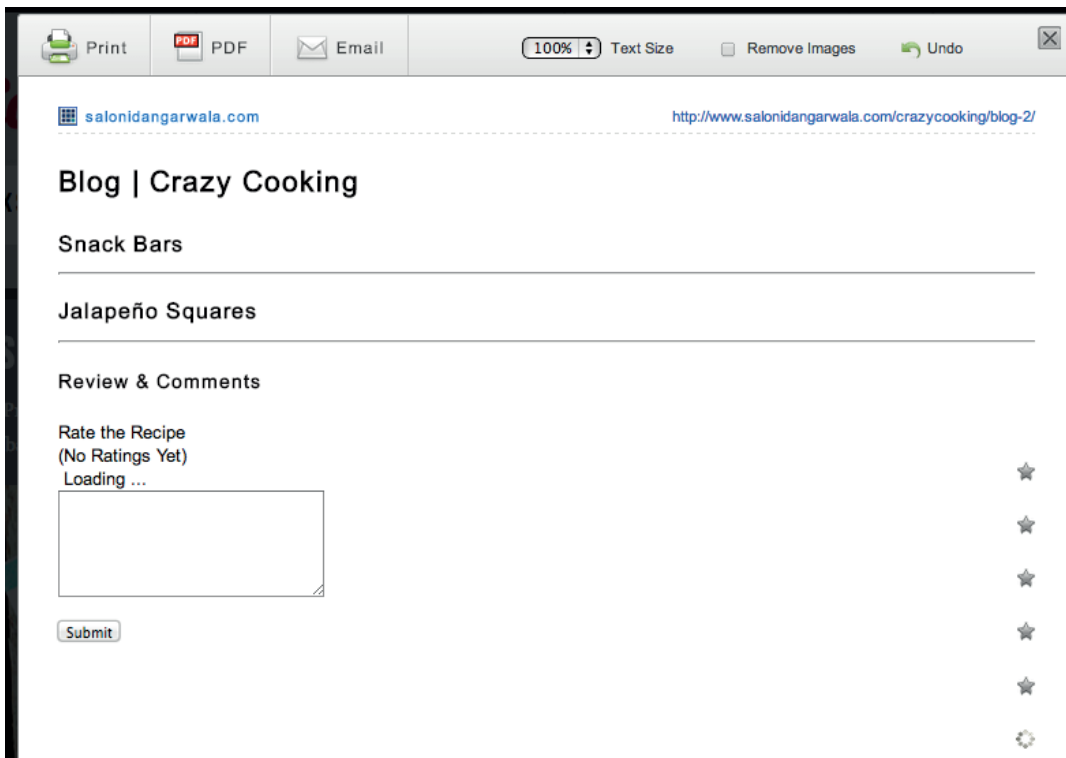 Print PDF Email 100% Text Size Remove Images Undo
salonidangarwala.com http://www.salonidangarwala.com/crazycooking/blog-2/
Blog | Crazy Cooking
Snack Bars
Jalapeño Squares
Review & Comments
Rate the Recipe
(No Ratings Yet)
Loading ...
Submit